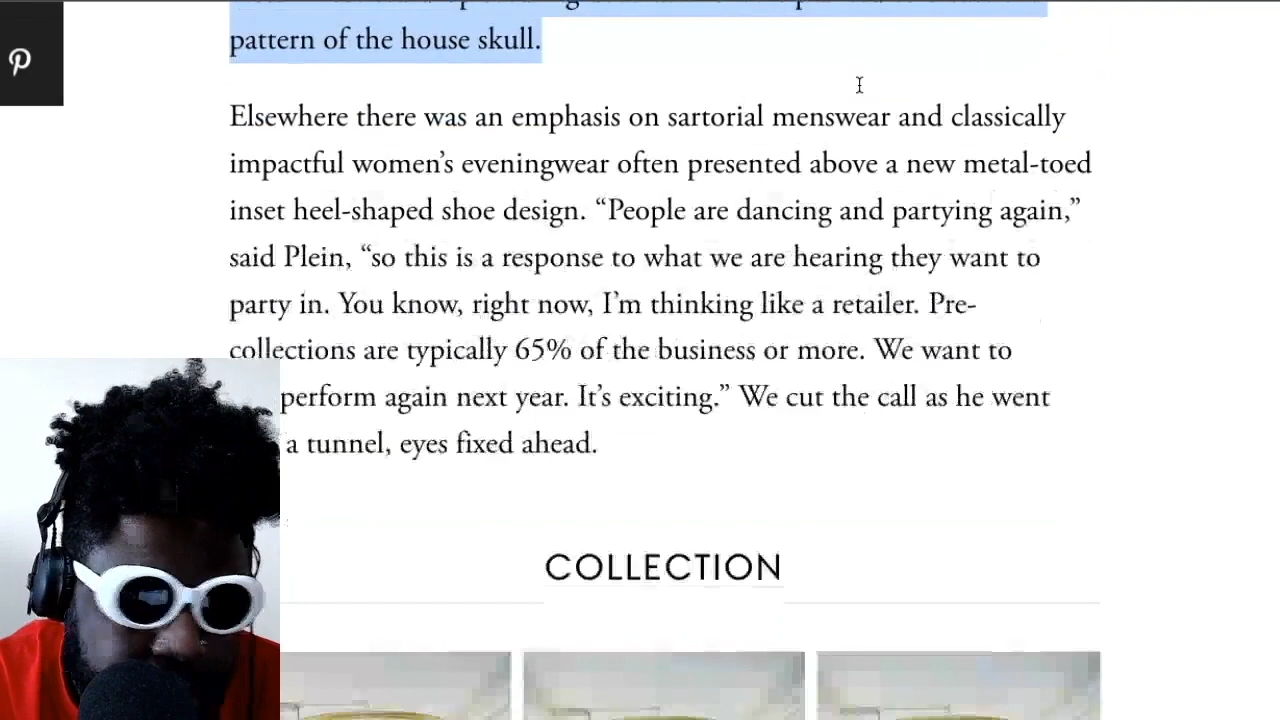 pattern of the house skull.
Elsewhere there was an emphasis on sartorial menswear and classically
impactful women’s eveningwear often presented above a new metal-toed
inset heel-shaped shoe design. “People are dancing and partying again,”
said Plein, “so this is a response to what we are hearing they want to
party in. You know, right now, I’m thinking like a retailer. Pre-
collections are typically 65% of the business or more. We want to
perform again next year. It’s exciting.” We cut the call as he went
a tunnel, eyes fixed ahead.
COLLECTION